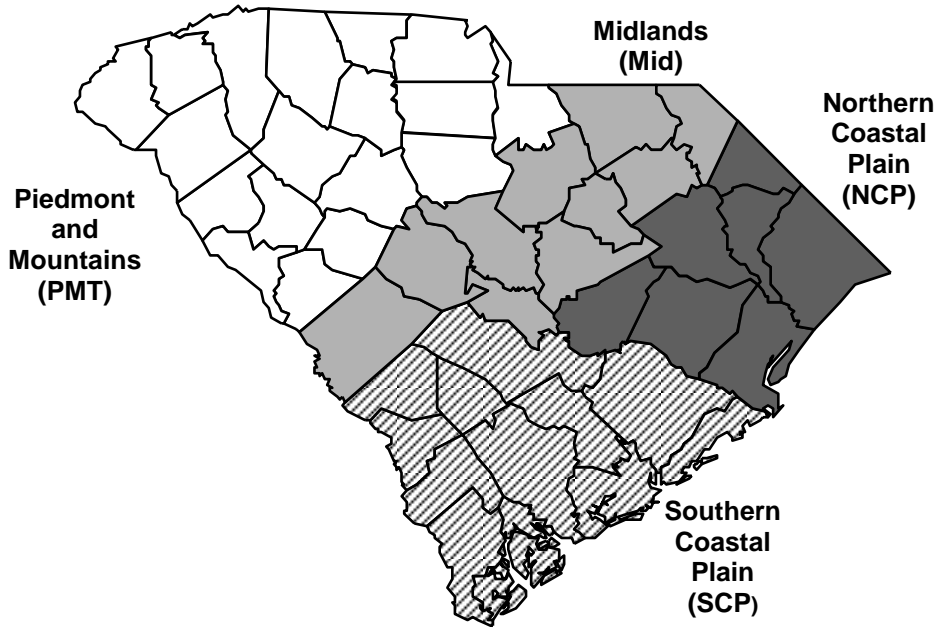 Midlands
(Mid)
Northern
Coastal
Plain
(NCP)
Piedmont
and
Mountains
(PMT)
Southern
Coastal
Plain
(SCP)